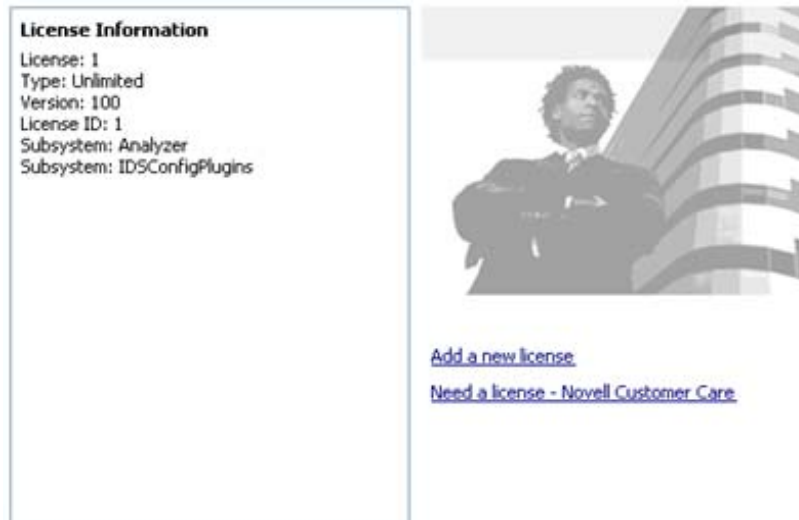 License Information
License: 1
Type: Unlimited
Version: 100
License ID: 1
Subsystem: Analyzer
Subsystem: IDSConfigPlugins
Add a new license
Need a license - Novell Customer Care